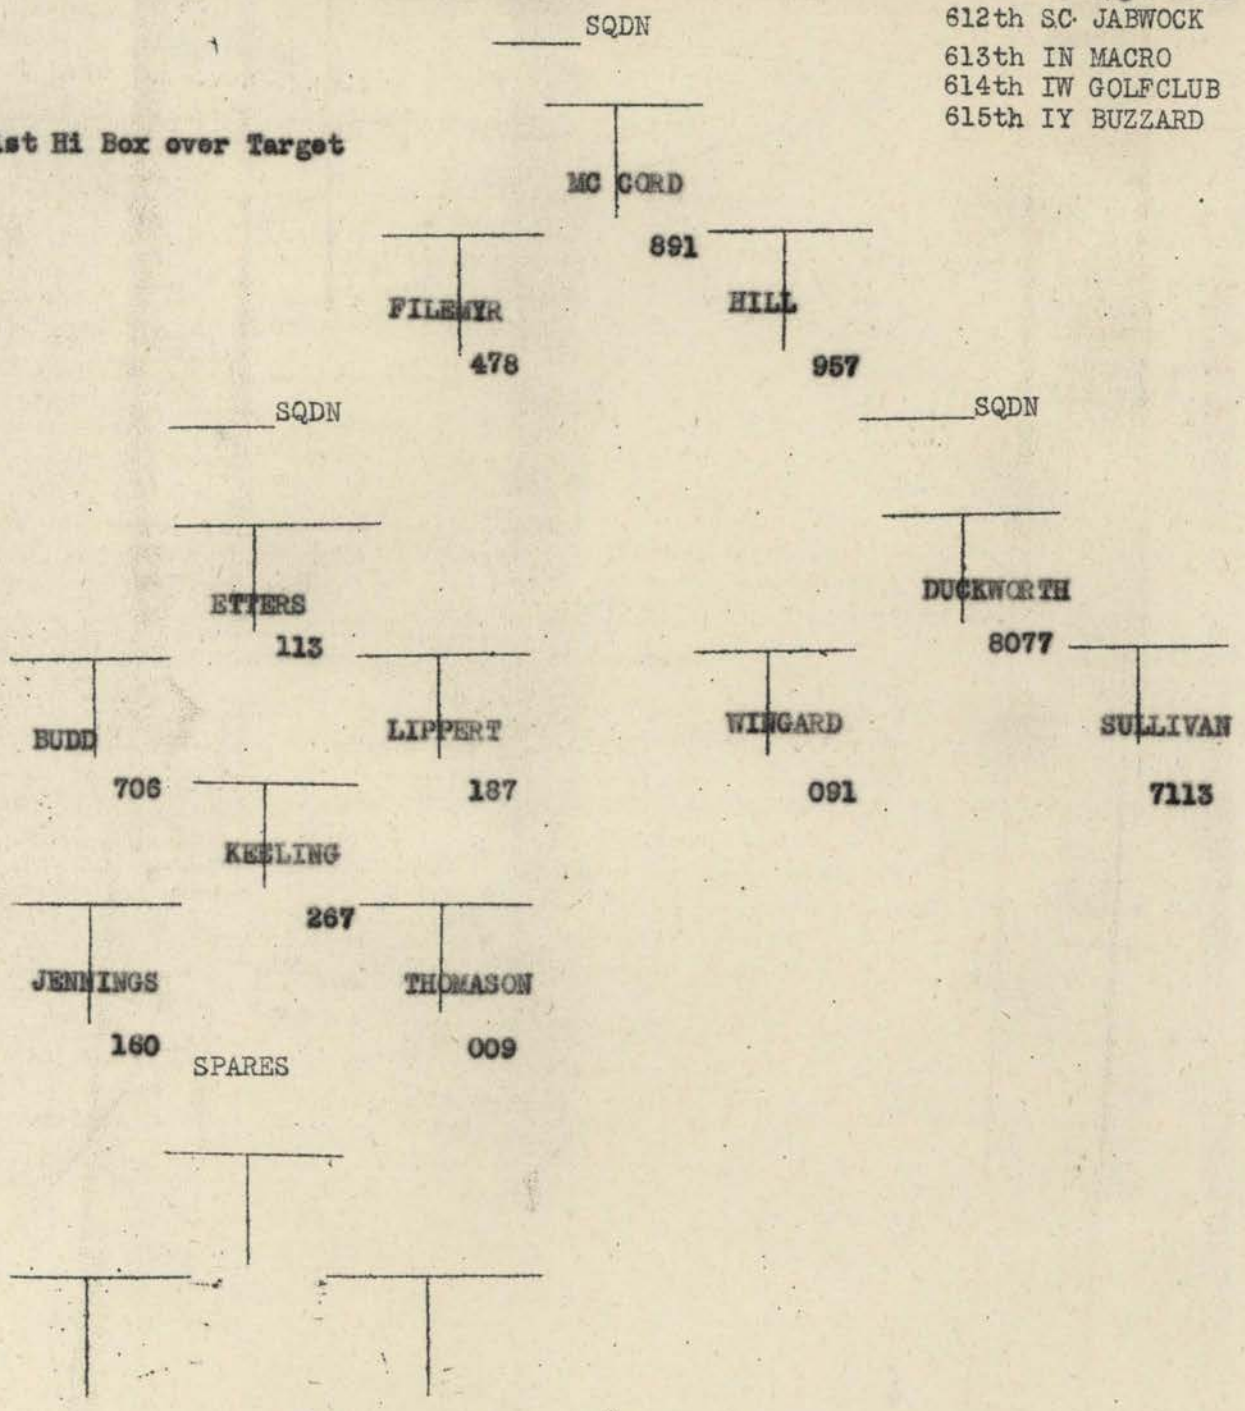 612th SC. JABWOCK
613th IN MACRO
614th IW GOLFCLUB
615th IY BUZZARD
SQDN
1st Hi Box over Target
MC CORD
891
FILEMYR
478
HILL
957
SQDN
SQDN
ETTERS
113
DUCKWORTH
8077
BUDD
706
LIPPERT
187
WINGARD
091
SULLIVAN
7113
KEELING
267
JENNINGS
160
THOMASON
009
SPARES